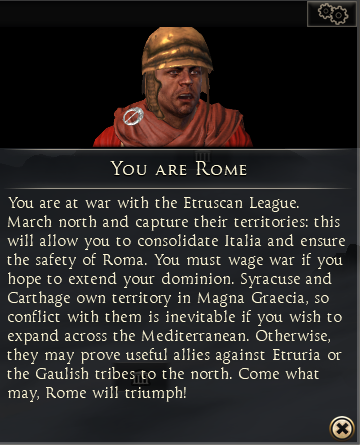 You are Rome
You are at war with the Etruscan League.
March north and capture their territories: this
will allow you to consolidate Italia and ensure
the safety of Roma. You must wage war if you
hope to extend your dominion. Syracuse and
Carthage own territory in Magna Graecia, so
conflict with them is inevitable if you wish to
expand across the Mediterranean. Otherwise,
they may prove useful allies against Etruria or
the Gaulish tribes to the north. Come what
may, Rome will triumph!